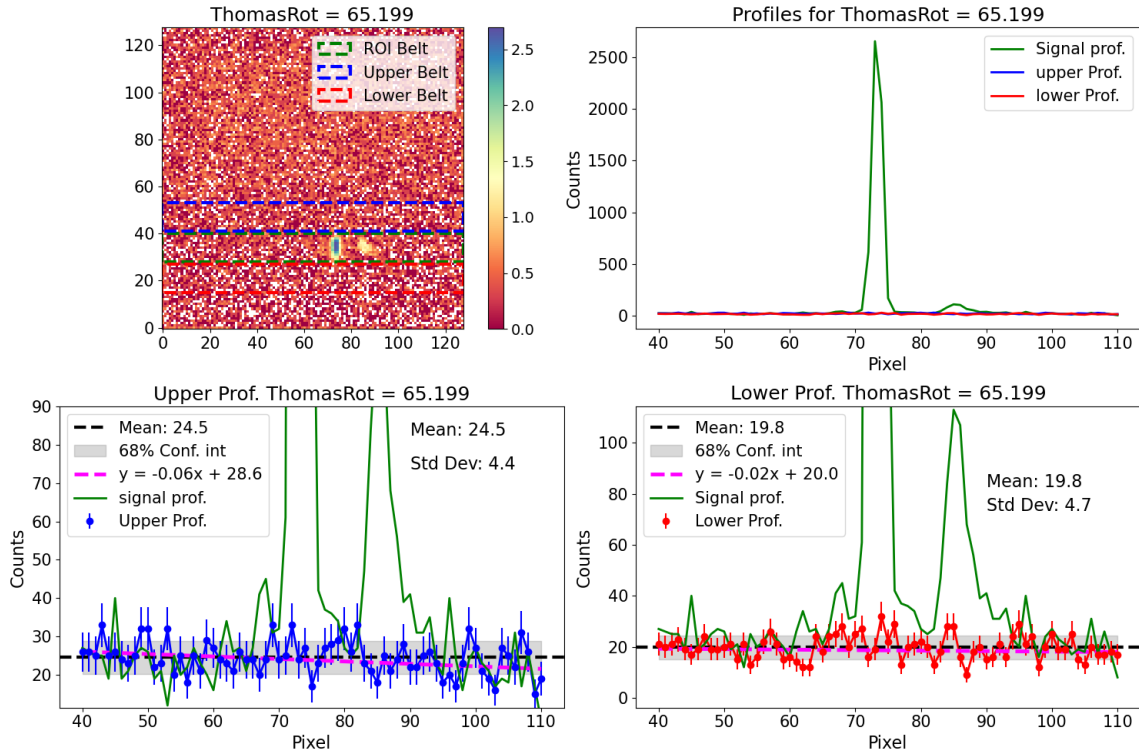 ThomasRot = 65.199
ROI Belt
Upper Belt
Lower Belt
120
100
80
60
40
20
0
0 20 40 60 80 100 120
2.5
2.0
1.5
1.0
0.5
0.0
Profiles for ThomasRot = 65.199
Signal prof.
upper Prof.
lower Prof.
Counts
2500
2000
1500
1000
500
0
40 50 60 70 80 90 100 110
Pixel
Upper Prof. ThomasRot = 65.199
Mean: 24.5
68% Conf. int
y = -0.06x + 28.6
signal prof.
Upper Prof.
Mean: 24.5
Std Dev: 4.4
Counts
90
80
70
60
50
40
30
20
40 50 60 70 80 90 100 110
Pixel
Lower Prof. ThomasRot = 65.199
Mean: 19.8
68% Conf. int
y = -0.02x + 20.0
Signal prof.
Lower Prof.
Mean: 19.8
Std Dev: 4.7
Counts
100
80
60
40
20
0
40 50 60 70 80 90 100 110
Pixel